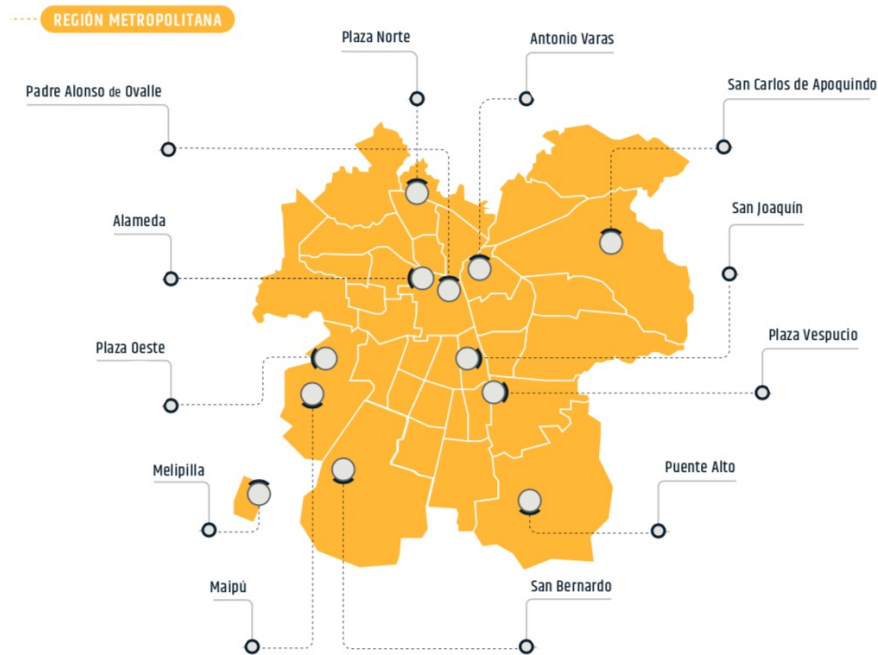 REGIÓN METROPOLITANA
Plaza Norte
Antonio Varas
Padre Alonso de Ovalle
San Carlos de Apoquindo
Alameda
San Joaquín
Plaza Oeste
Plaza Vespucio
Melipilla
Puente Alto
Maipú
San Bernardo